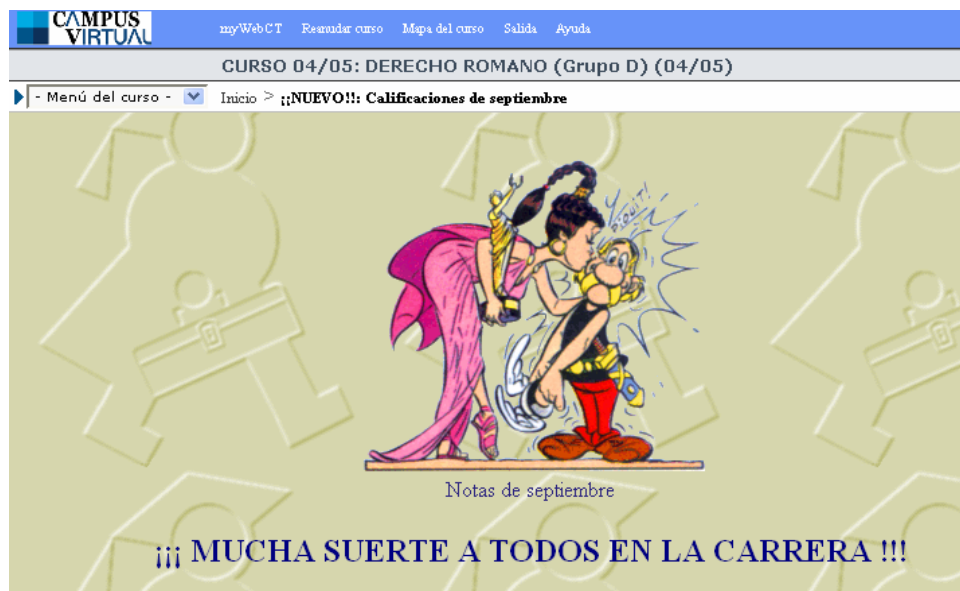 CAMPUS
VIRTUAL
myWebCT Reanudar curso Mapa del curso Salida Ayuda
CURSO 04/05: DERECHO ROMANO (Grupo D) (04/05)
- Menú del curso - Inicio > ¡¡NUEVO!!: Calificaciones de septiembre
Notas de septiembre
¡¡¡ MUCHA SUERTE A TODOS EN LA CARRERA !!!